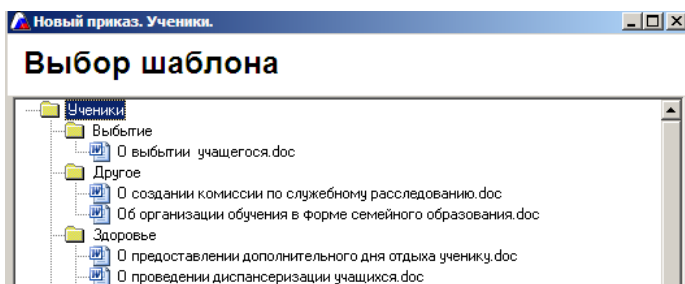 Новый приказ. Ученики.
Выбор шаблона
Ученики
Выбытие
О выбытии учащегося.doc
Другое
О создании комиссии по служебному расследованию.doc
Об организации обучения в форме семейного образования.doc
Здоровье
О предоставлении дополнительного дня отдыха ученику.doc
О проведении диспансеризации учащихся.doc